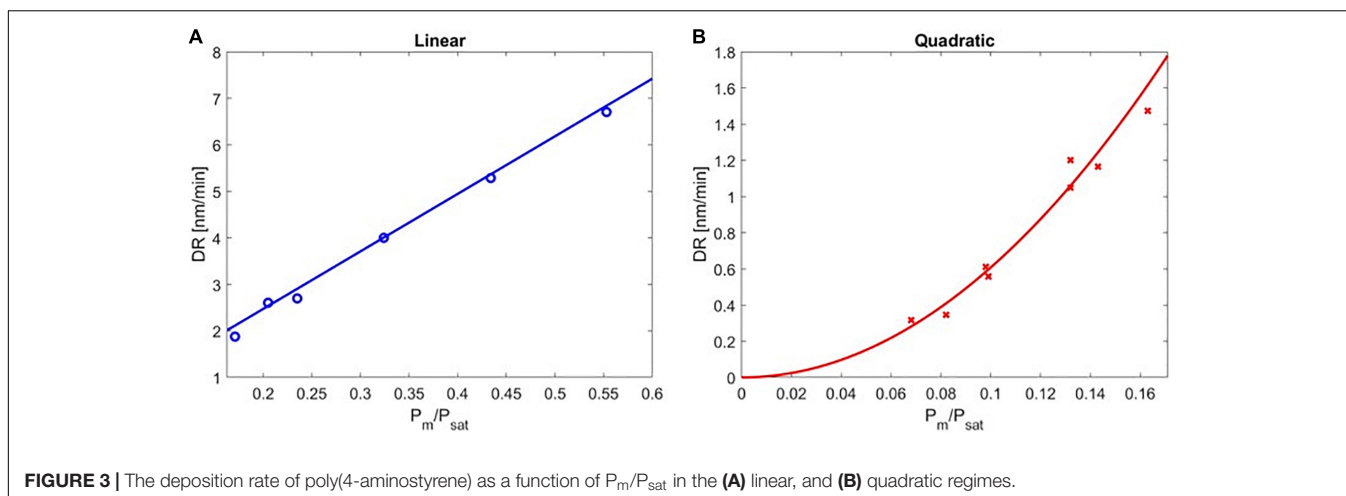 A
Linear
8
7
6
5
4
3
2
1
DR [nm/min]
0.2 0.25 0.3 0.35 0.4 0.45 0.5 0.55 0.6
Pm/Psat
B
Quadratic
1.8
1.6
1.4
1.2
1
0.8
0.6
0.4
0.2
0
DR [nm/min]
0 0.02 0.04 0.06 0.08 0.1 0.12 0.14 0.16
Pm/Psat
FIGURE 3 | The deposition rate of poly(4-aminostyrene) as a function of Pm/Psat in the (A) linear, and (B) quadratic regimes.